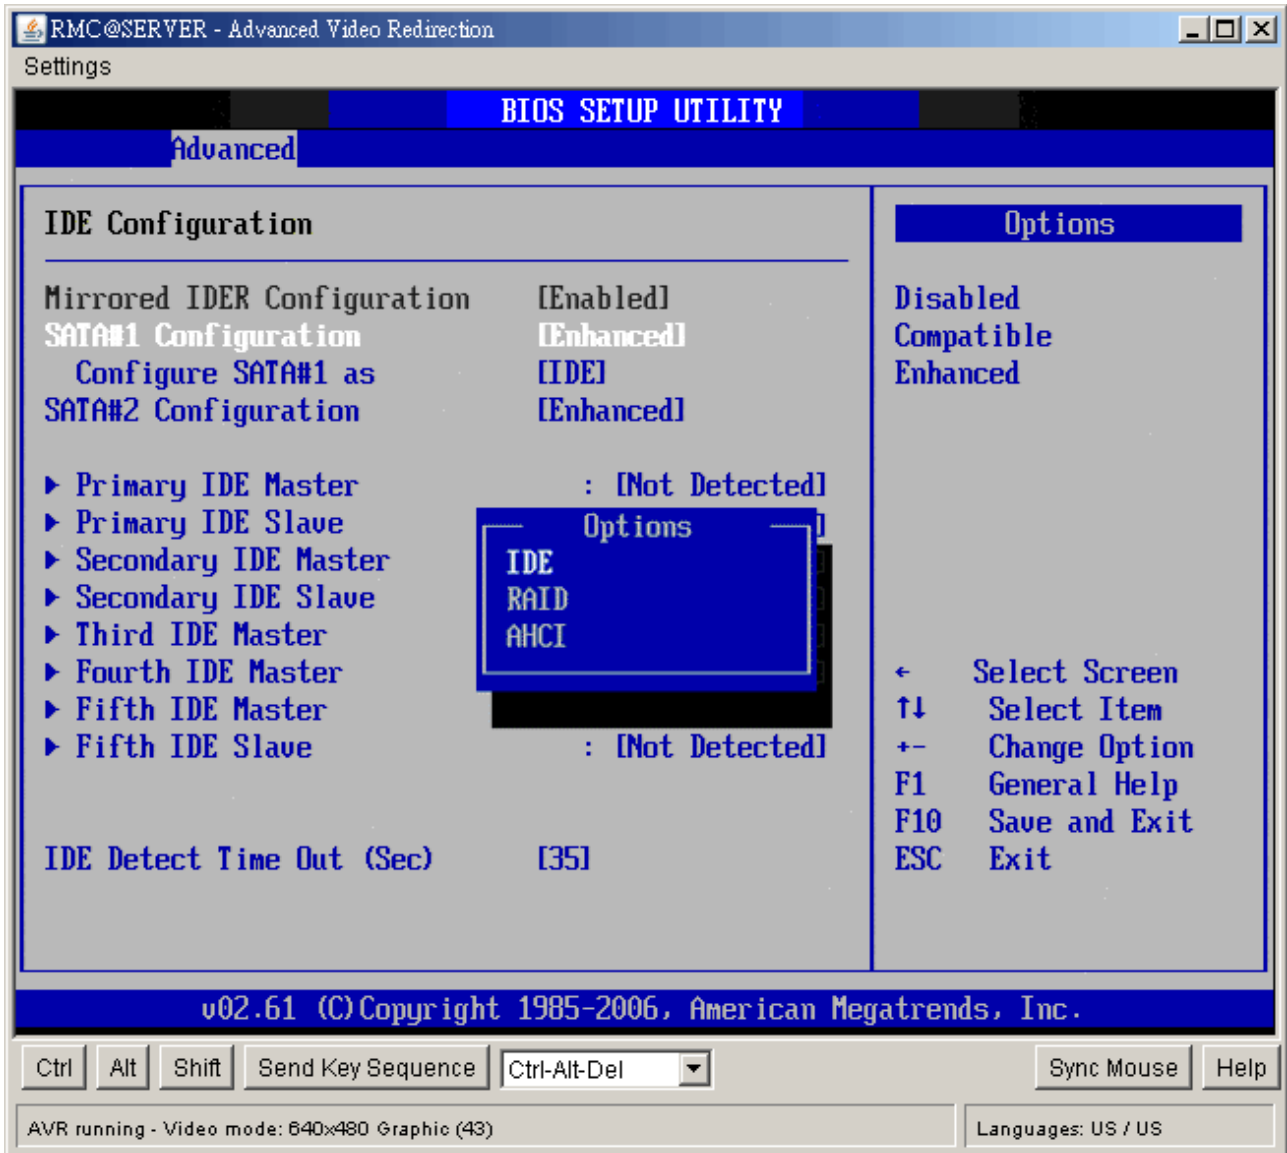 RMC@SERVER - Advanced Video Redirection
Settings
BIOS SETUP UTILITY
Advanced
IDE Configuration
Mirrored IDER Configuration [Enabled]
SATA#1 Configuration [Enhanced]
Configure SATA#1 as [IDE]
SATA#2 Configuration [Enhanced]
Primary IDE Master : [Not Detected]
Primary IDE Slave
Secondary IDE Master
Secondary IDE Slave
Third IDE Master
Fourth IDE Master
Fifth IDE Master
Fifth IDE Slave : [Not Detected]
IDE Detect Time Out (Sec) [35]
Options
IDE
RAID
AHCI
Options
Disabled
Compatible
Enhanced
← Select Screen
↑↓ Select Item
+- Change Option
F1 General Help
F10 Save and Exit
ESC Exit
v02.61 (C)Copyright 1985-2006, American Megatrends, Inc.
Ctrl Alt Shift Send Key Sequence Ctrl-Alt-Del Sync Mouse Help
AVR running - Video mode: 640x480 Graphic (43) Languages: US / US